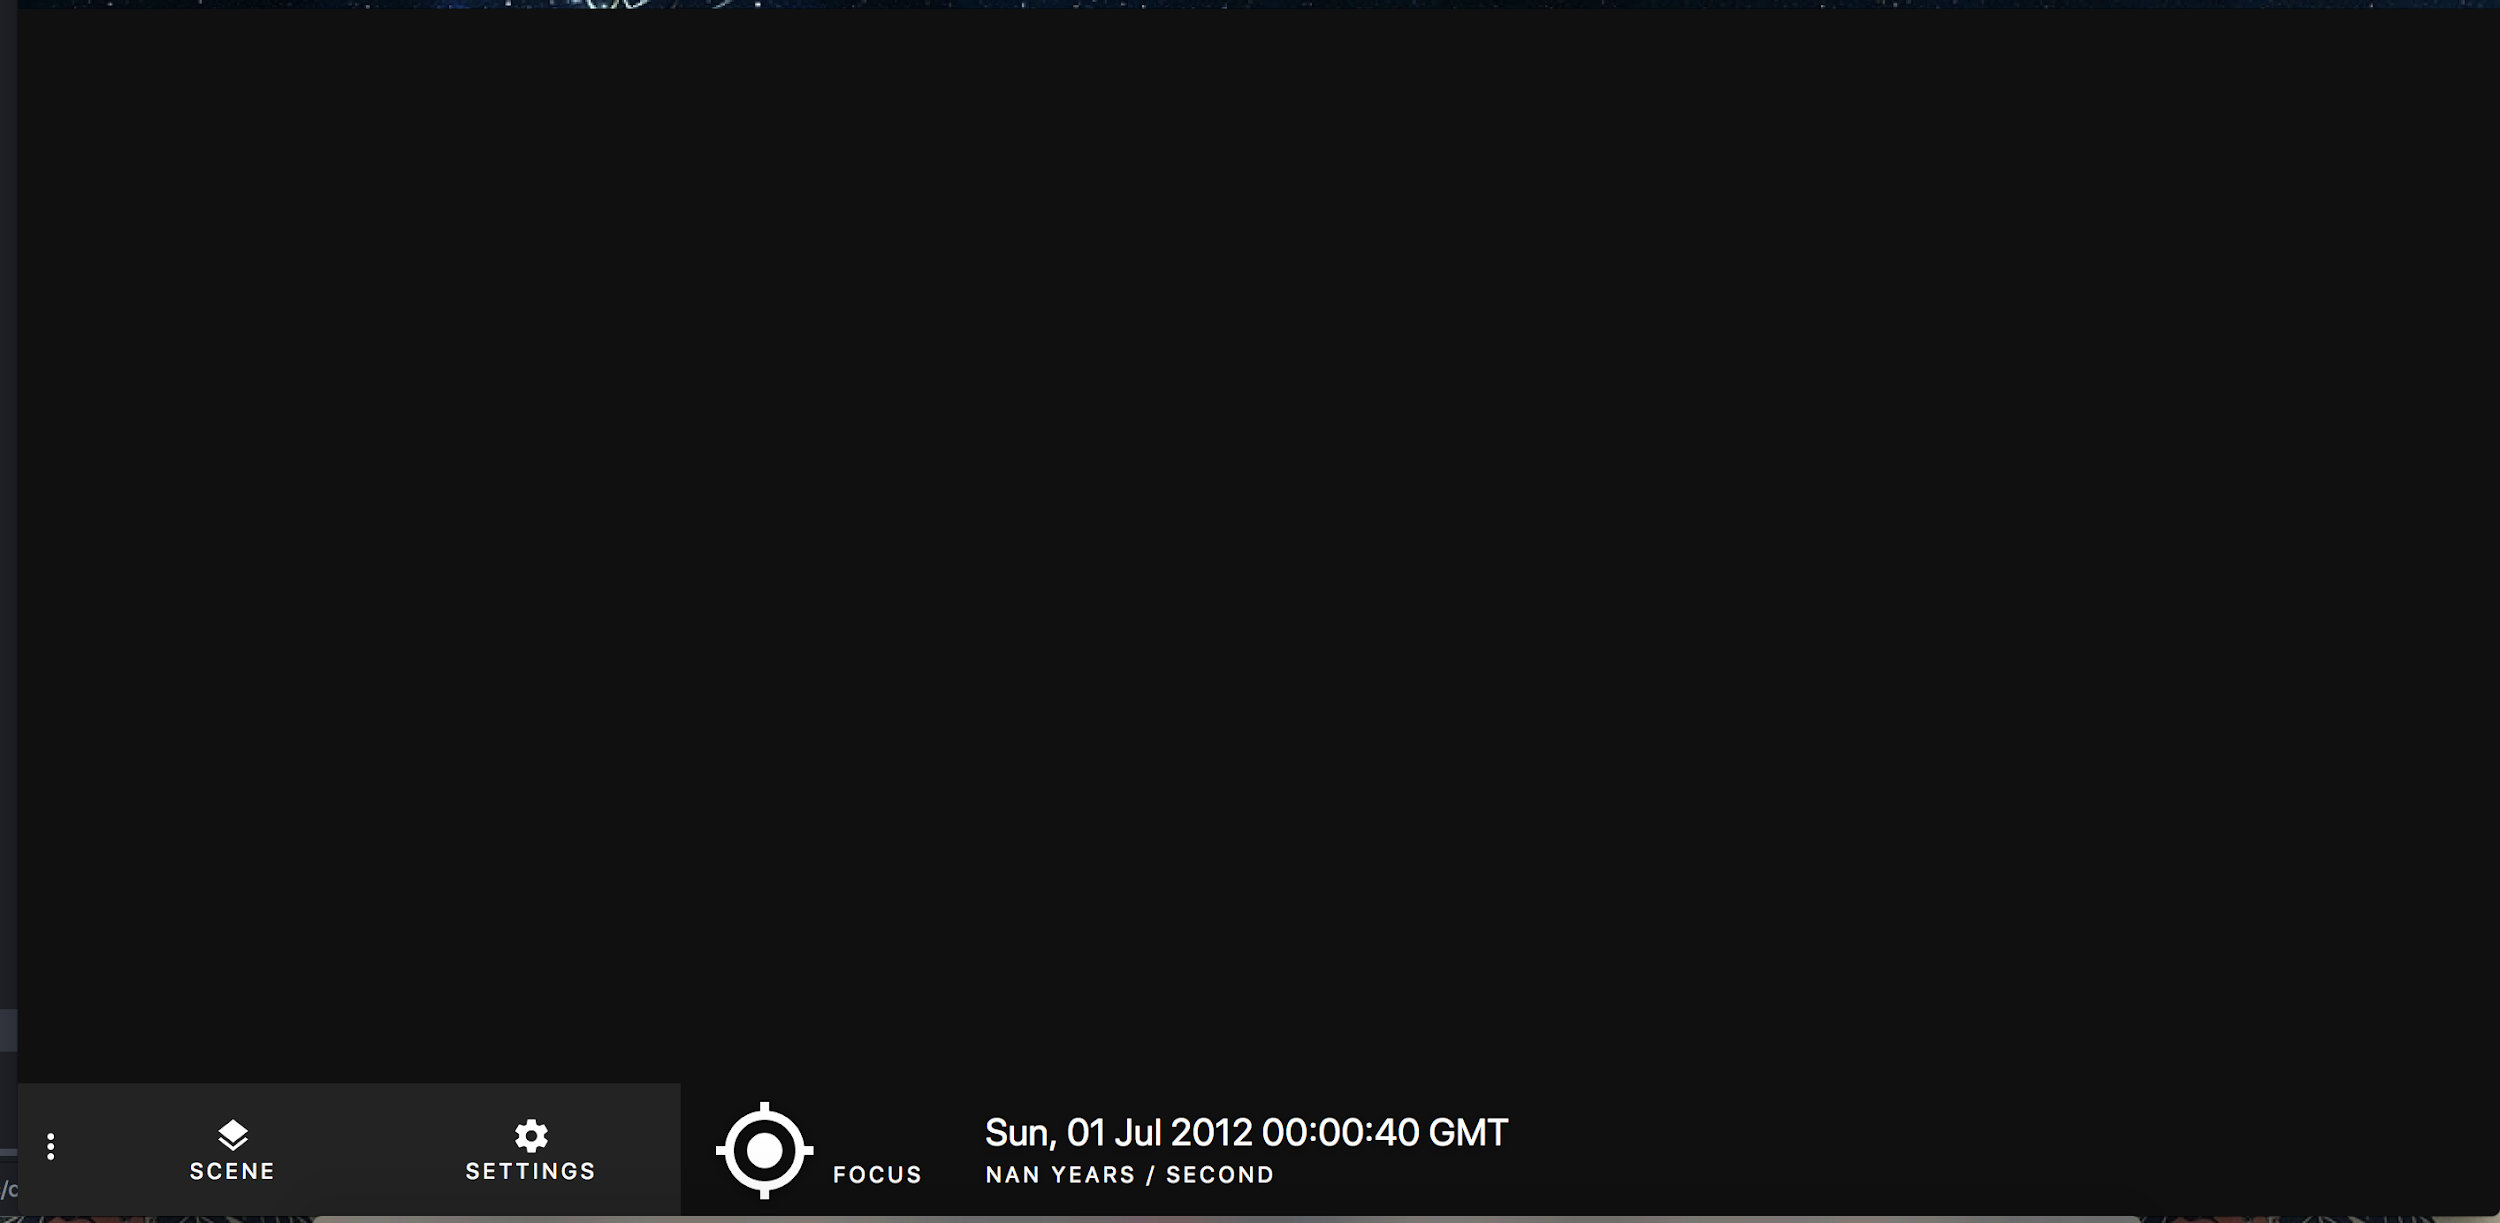 SCENE
SETTINGS
FOCUS
Sun, 01 Jul 2012 00:00:40 GMT
NAN YEARS / SECOND